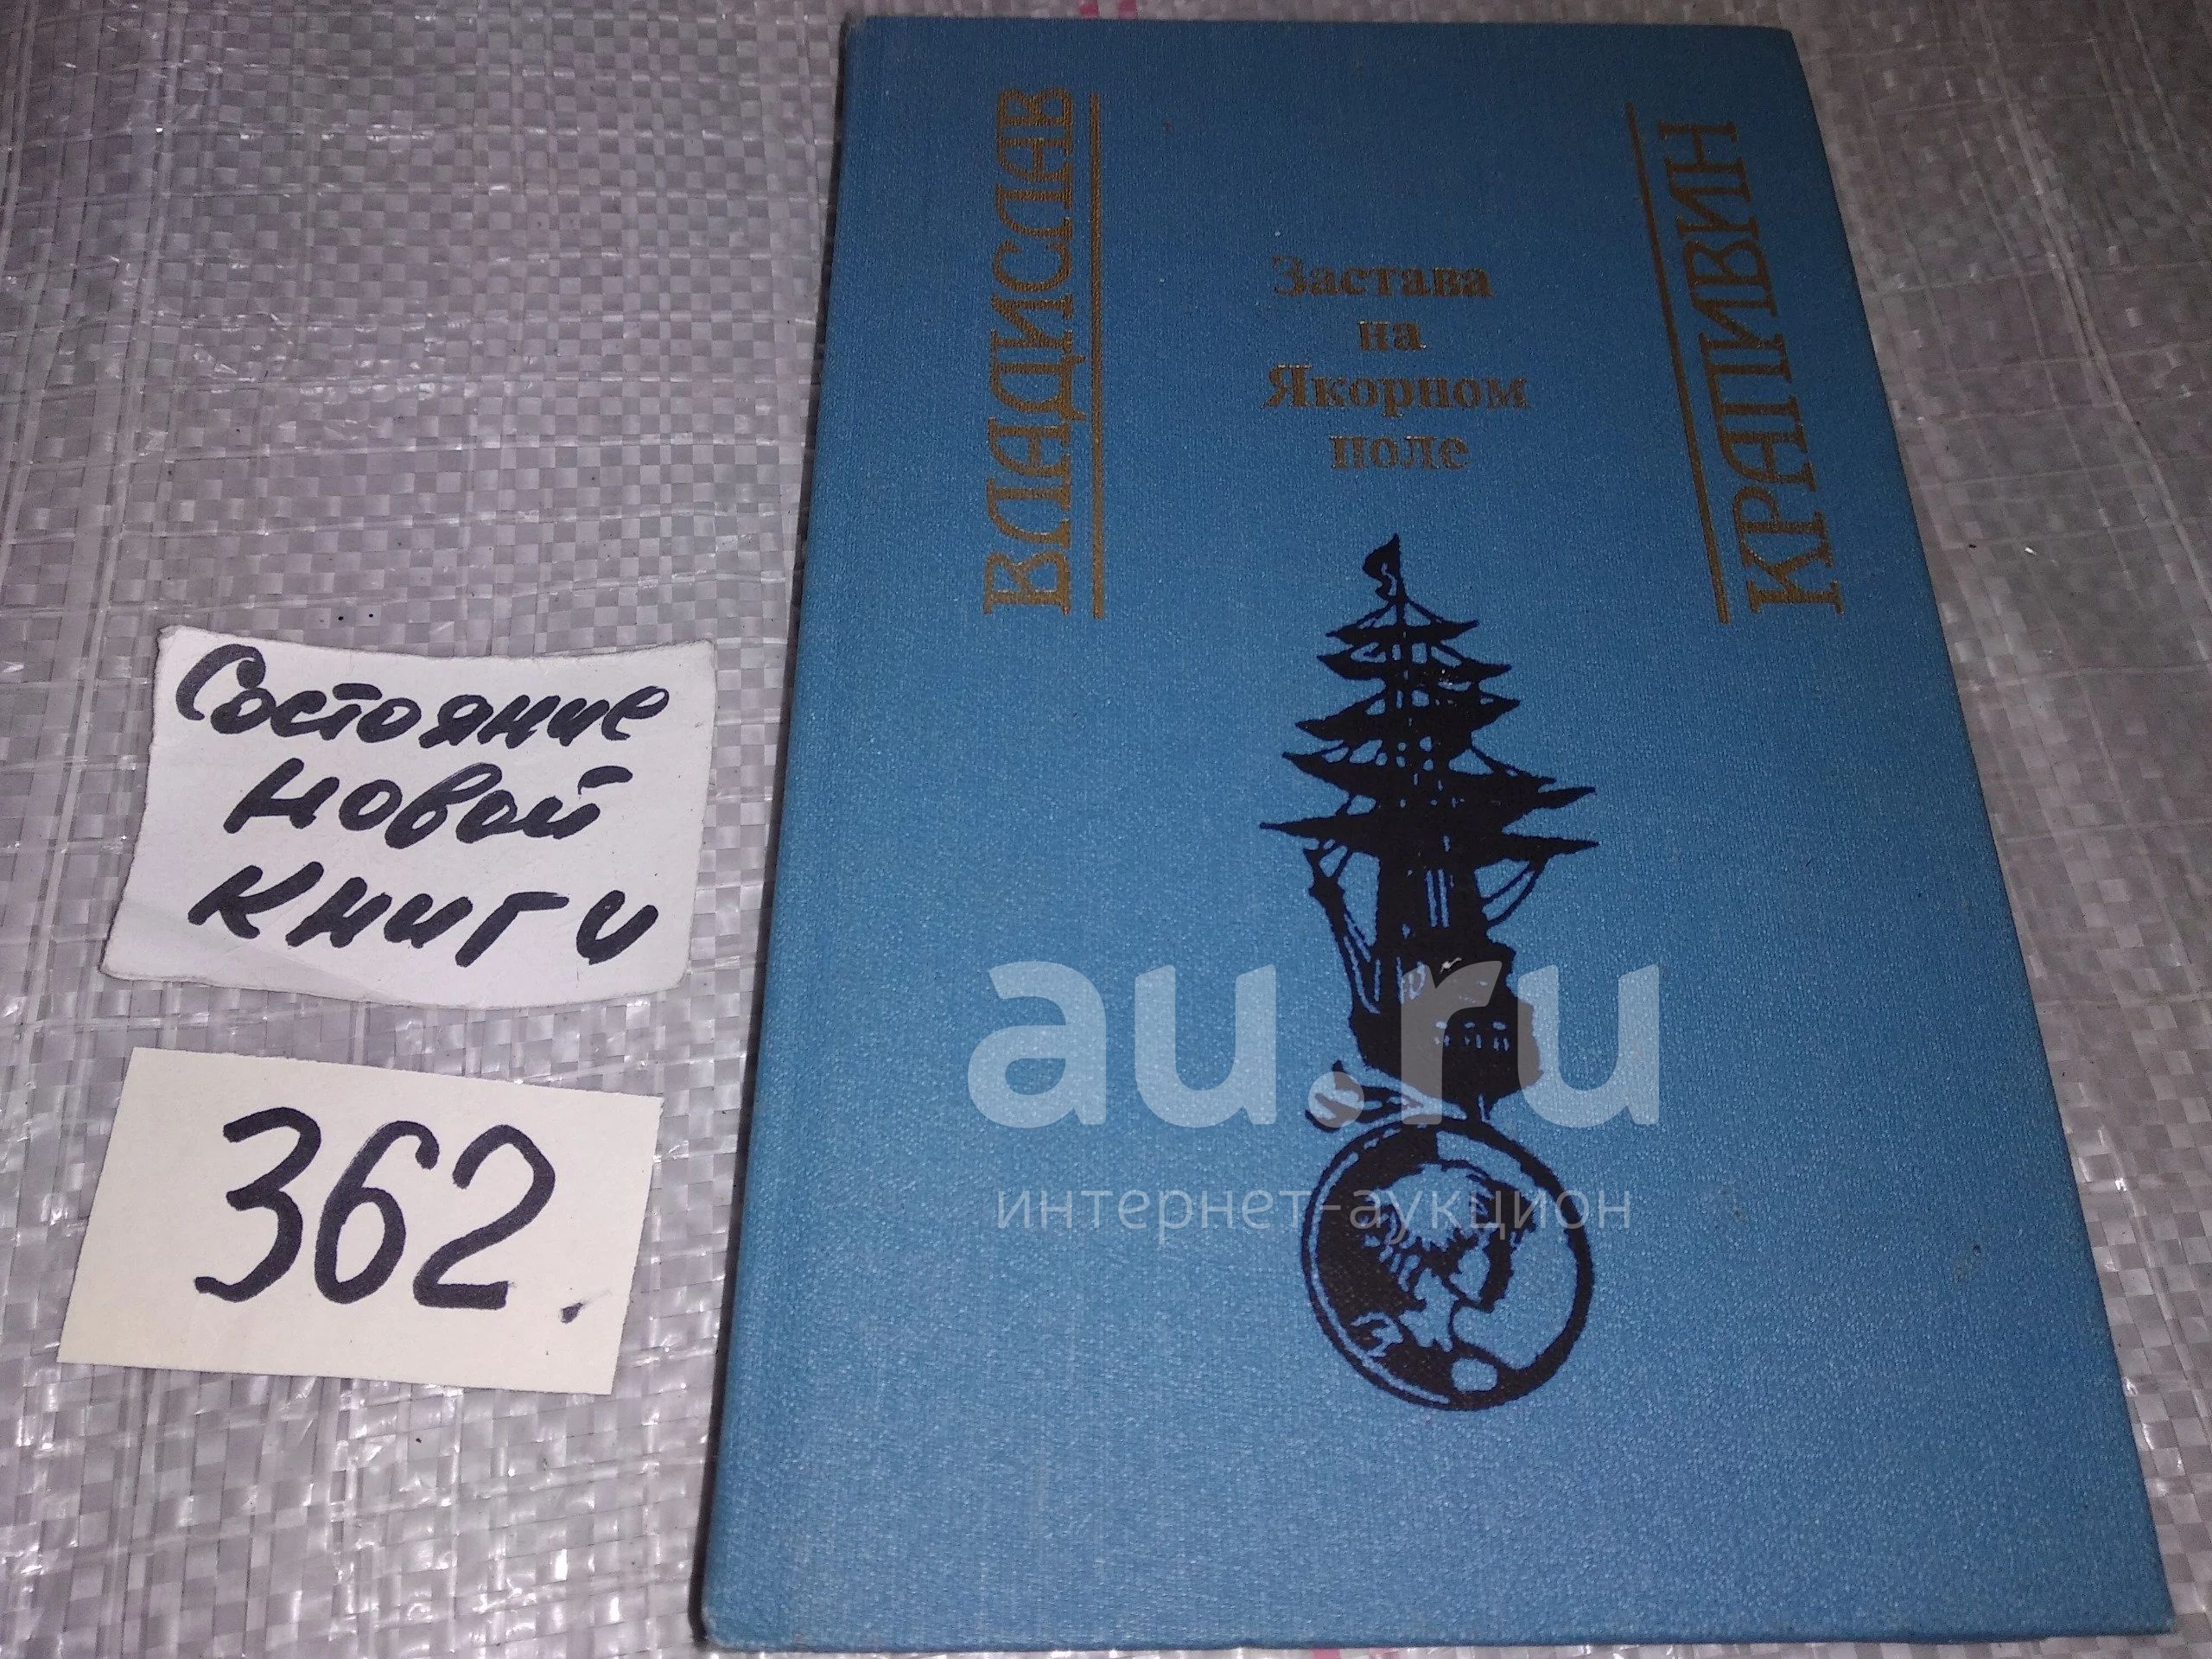 ВЛАДИСЛАВ
КРАПИВИН
Застава
на
Якорном
поле
Состояние
новой
книги
362.
au.ru
интернет-аукцион